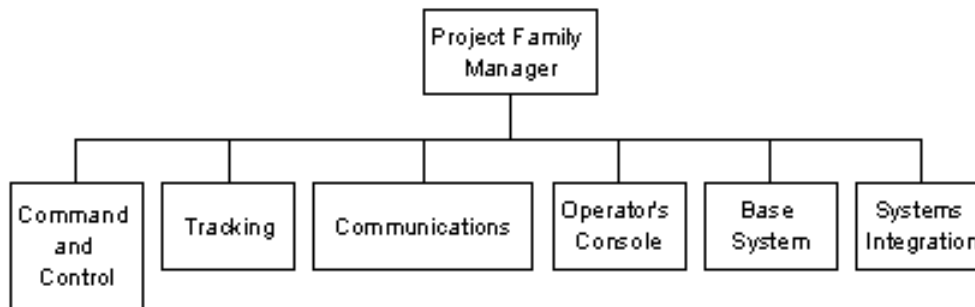 Project Family
Manager
Command
and
Control
Tracking
Communications
Operator's
Console
Base
System
Systems
Integration